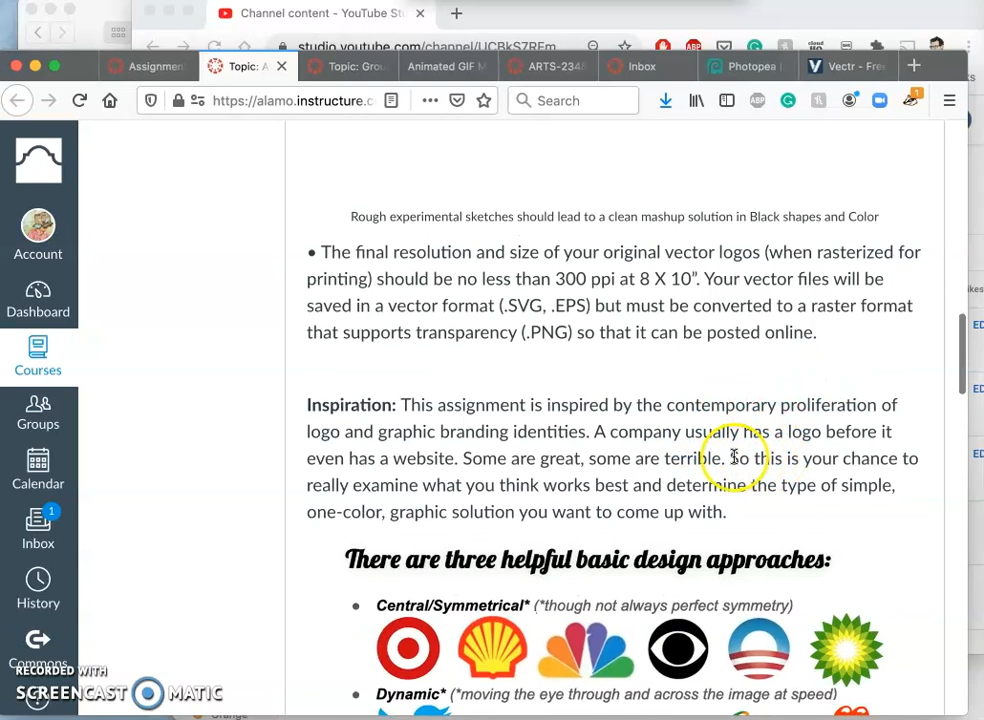 Channel content - YouTube St
studio.youtube.com/channel/UCBkSZRFm
Assignmen
Topic: A
Topic: Gro
Animated GIF M
ARTS-2348
Inbox
Photopea
Vectr - Fre
https://alamo.instructure.c
Search
ABP
1
Account
Dashboard
Courses
Groups
Calendar
1
Inbox
History
Commons
Rough experimental sketches should lead to a clean mashup solution in Black shapes and Color
• The final resolution and size of your original vector logos (when rasterized for
printing) should be no less than 300 ppi at 8 X 10”. Your vector files will be
saved in a vector format (.SVG, .EPS) but must be converted to a raster format
that supports transparency (.PNG) so that it can be posted online.
Inspiration: This assignment is inspired by the contemporary proliferation of
logo and graphic branding identities. A company usually has a logo before it
even has a website. Some are great, some are terrible. So this is your chance to
really examine what you think works best and determine the type of simple,
one-color, graphic solution you want to come up with.
There are three helpful basic design approaches:
• Central/Symmetrical* (*though not always perfect symmetry)
• Dynamic* (*moving the eye through and across the image at speed)
RECORDED WITH
SCREENCAST MATIC
Orange